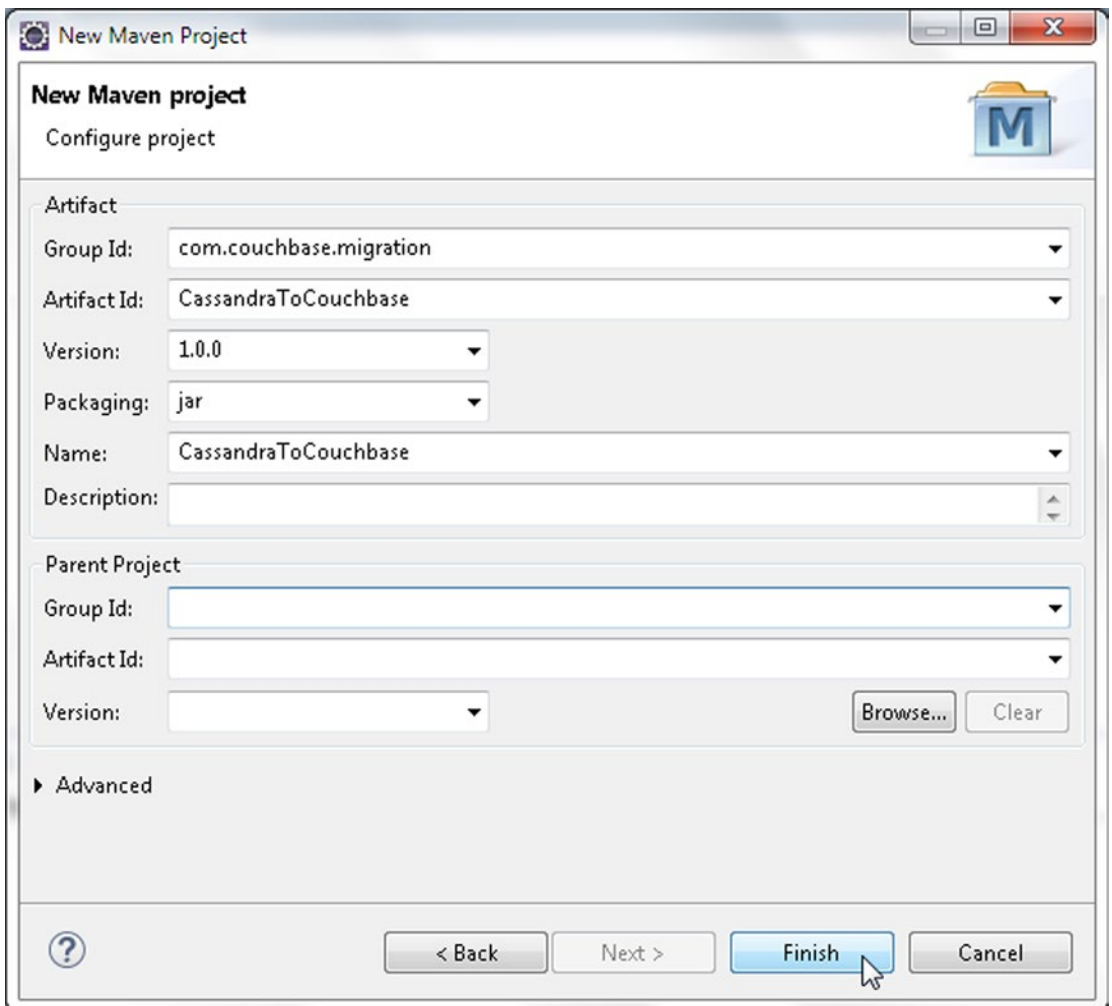 New Maven Project
New Maven project
Configure project
M
Artifact
Group Id: com.couchbase.migration
Artifact Id: CassandraToCouchbase
Version: 1.0.0
Packaging: jar
Name: CassandraToCouchbase
Description:
Parent Project
Group Id:
Artifact Id:
Version: Browse... Clear
Advanced
? < Back Next > Finish Cancel